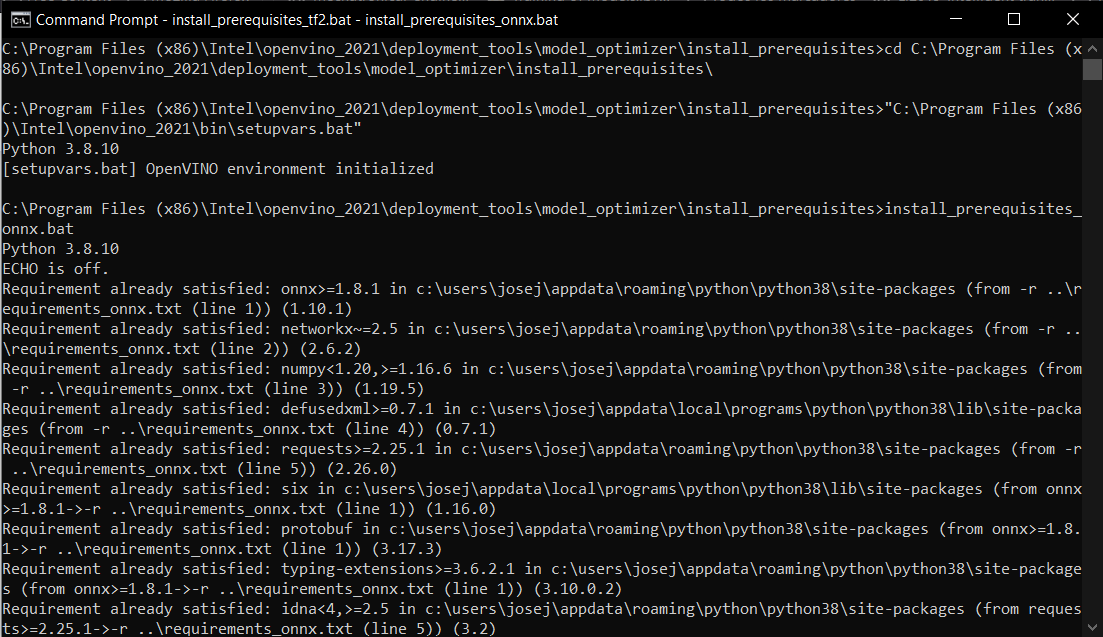 Command Prompt - install_prerequisites_tf2.bat - install_prerequisites_onnx.bat
C:\Program Files (x86)\Intel\openvino_2021\deployment_tools\model_optimizer\install_prerequisites>cd C:\Program Files (x
86)\Intel\openvino_2021\deployment_tools\model_optimizer\install_prerequisites\
C:\Program Files (x86)\Intel\openvino_2021\deployment_tools\model_optimizer\install_prerequisites>"C:\Program Files (x86
)\Intel\openvino_2021\bin\setupvars.bat"
Python 3.8.10
[setupvars.bat] OpenVINO environment initialized
C:\Program Files (x86)\Intel\openvino_2021\deployment_tools\model_optimizer\install_prerequisites>install_prerequisites_
onnx.bat
Python 3.8.10
ECHO is off.
Requirement already satisfied: onnx>=1.8.1 in c:\users\josej\appdata\roaming\python\python38\site-packages (from -r ..\r
equirements_onnx.txt (line 1)) (1.10.1)
Requirement already satisfied: networkx~=2.5 in c:\users\josej\appdata\roaming\python\python38\site-packages (from -r ..
\requirements_onnx.txt (line 2)) (2.6.2)
Requirement already satisfied: numpy<1.20,>=1.16.6 in c:\users\josej\appdata\roaming\python\python38\site-packages (from
 -r ..\requirements_onnx.txt (line 3)) (1.19.5)
Requirement already satisfied: defusedxml>=0.7.1 in c:\users\josej\appdata\local\programs\python\python38\lib\site-packa
ges (from -r ..\requirements_onnx.txt (line 4)) (0.7.1)
Requirement already satisfied: requests>=2.25.1 in c:\users\josej\appdata\roaming\python\python38\site-packages (from -r
 ..\requirements_onnx.txt (line 5)) (2.26.0)
Requirement already satisfied: six in c:\users\josej\appdata\local\programs\python\python38\lib\site-packages (from onnx
>=1.8.1->-r ..\requirements_onnx.txt (line 1)) (1.16.0)
Requirement already satisfied: protobuf in c:\users\josej\appdata\roaming\python\python38\site-packages (from onnx>=1.8.
1->-r ..\requirements_onnx.txt (line 1)) (3.17.3)
Requirement already satisfied: typing-extensions>=3.6.2.1 in c:\users\josej\appdata\roaming\python\python38\site-package
s (from onnx>=1.8.1->-r ..\requirements_onnx.txt (line 1)) (3.10.0.2)
Requirement already satisfied: idna<4,>=2.5 in c:\users\josej\appdata\roaming\python\python38\site-packages (from reques
ts>=2.25.1->-r ..\requirements_onnx.txt (line 5)) (3.2)